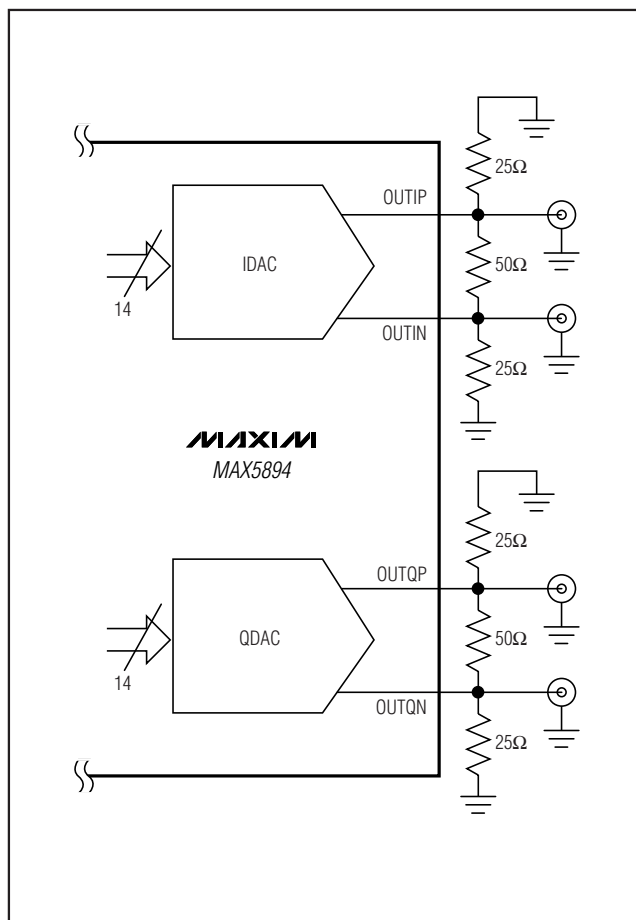 25Ω
OUTIP
IDAC
50Ω
14
OUTIN
25Ω
MAXIM
MAX5894
25Ω
OUTQP
QDAC
50Ω
14
OUTQN
25Ω